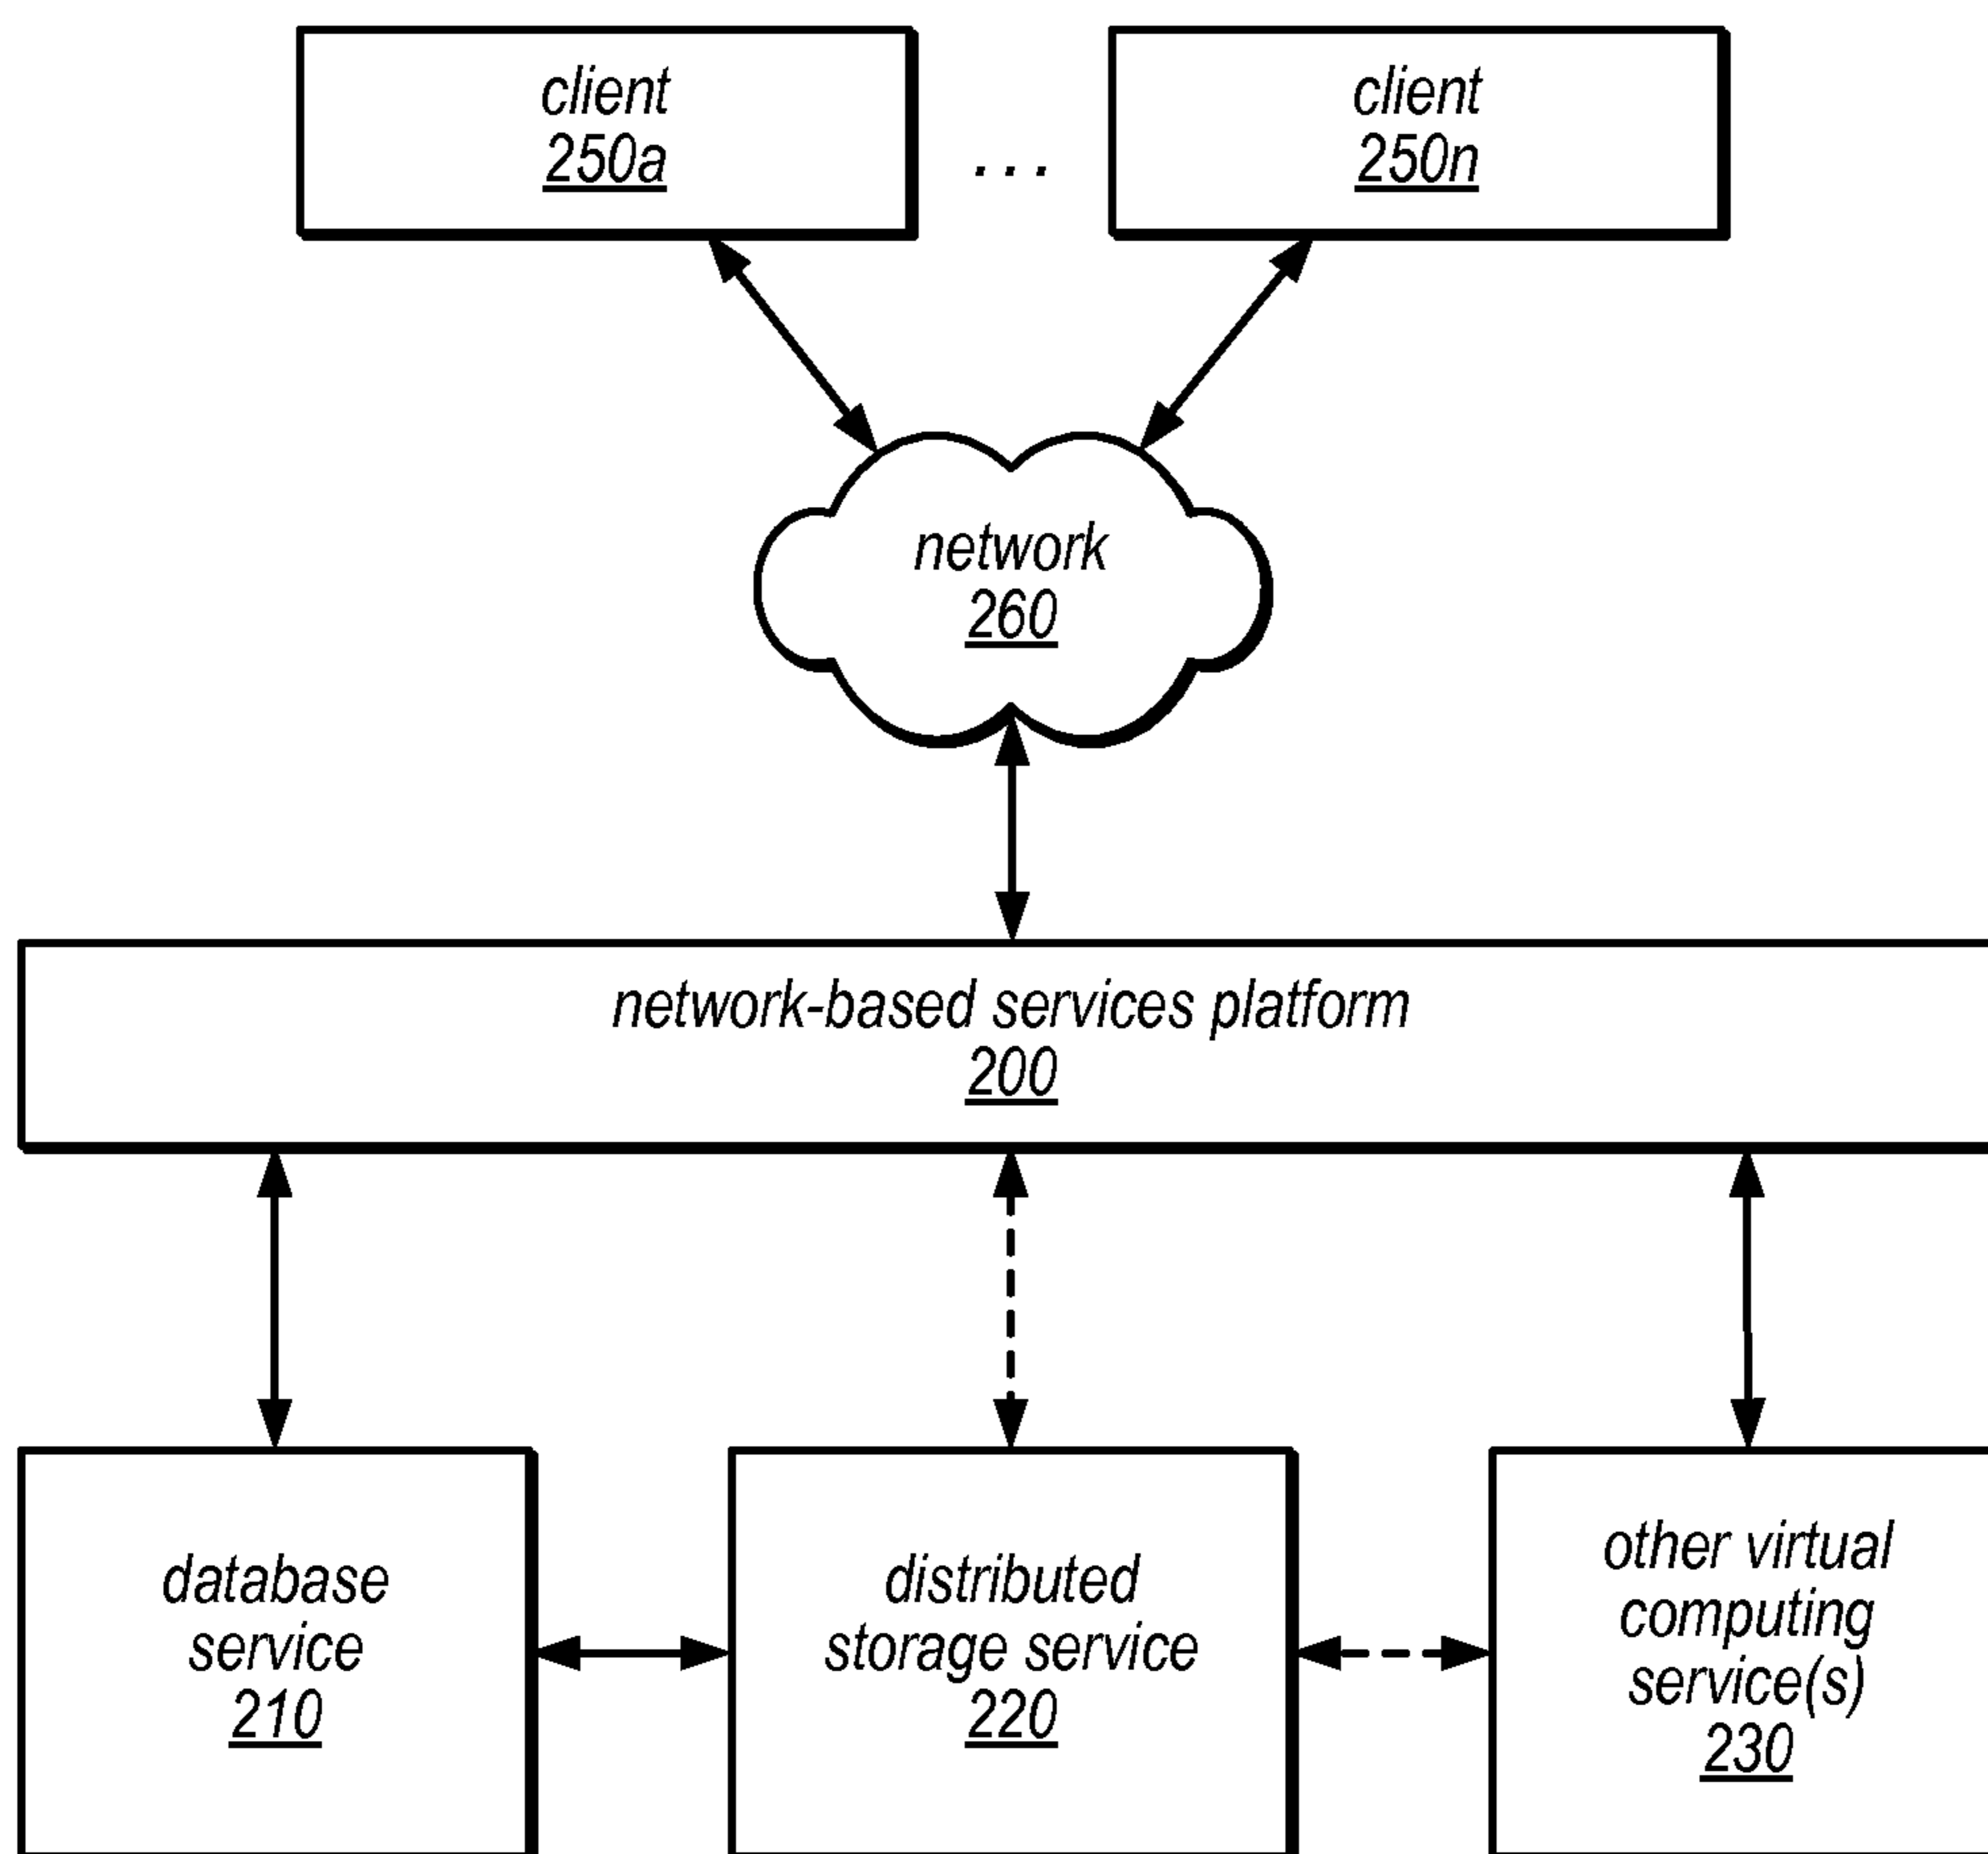 client
250a
. . .
client
250n
network
260
network-based services platform
200
database
service
210
distributed
storage service
220
other virtual
computing
service(s)
230